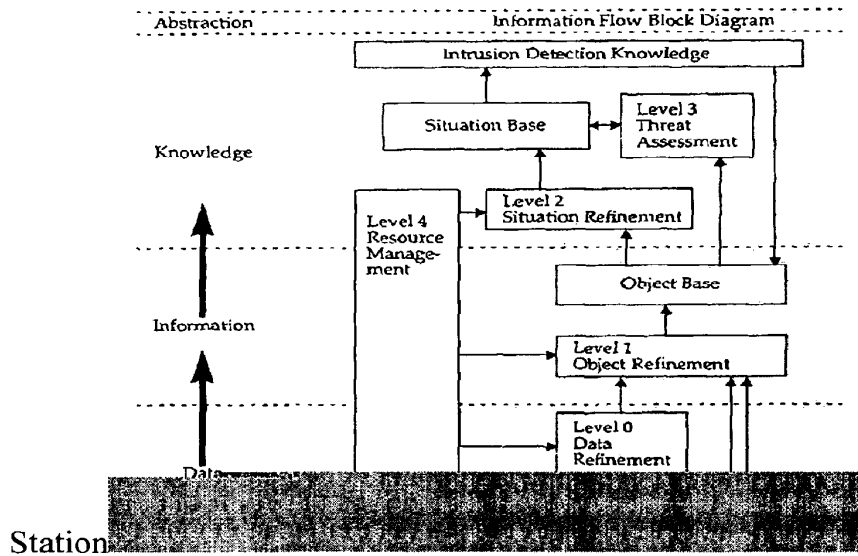 Abstraction
Information Flow Block Diagram
Intrusion Detection Knowledge
Situation Base
Level 3
Threat
Assessment
Knowledge
Level 2
Situation Refinement
Level 4
Resource
Manage-
ment
Object Base
Information
Level 1
Object Refinement
Level 0
Data
Refinement
Data
Station